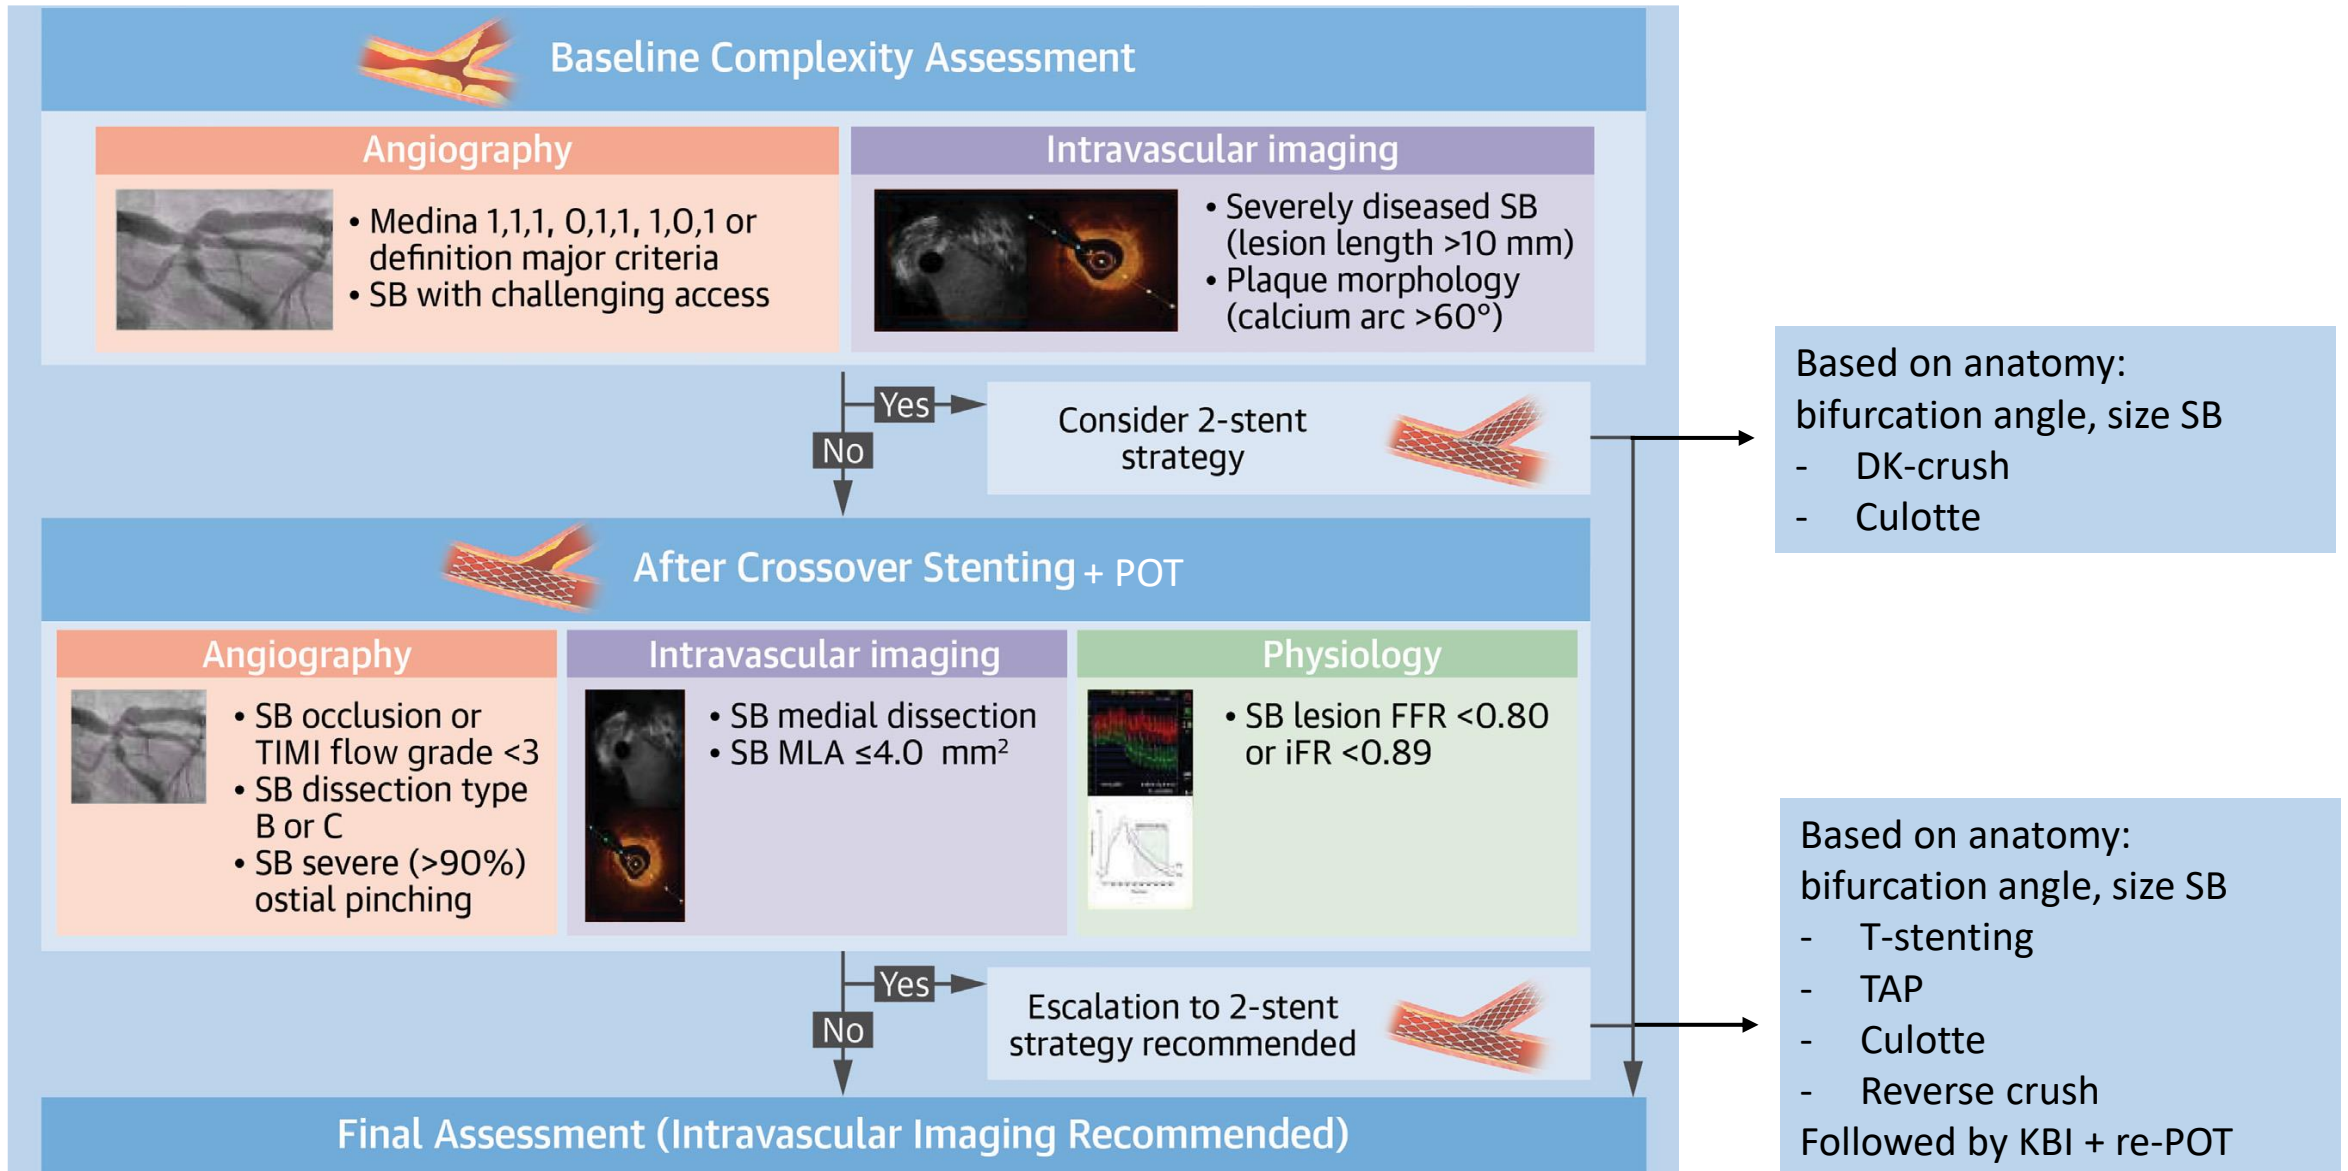 Baseline Complexity Assessment
Angiography
• Medina 1,1,1, 0,1,1, 1,0,1 or
definition major criteria
• SB with challenging access
Intravascular imaging
• Severely diseased SB
(lesion length >10 mm)
• Plaque morphology
(calcium arc >60°)
Yes
No
Consider 2-stent
strategy
Based on anatomy:
bifurcation angle, size SB
- DK-crush
- Culotte
After Crossover Stenting + POT
Angiography
• SB occlusion or
TIMI flow grade <3
• SB dissection type
B or C
• SB severe (>90%)
ostial pinching
Intravascular imaging
• SB medial dissection
• SB MLA ≤4.0 mm²
Physiology
• SB lesion FFR <0.80
or iFR <0.89
Yes
No
Escalation to 2-stent
strategy recommended
Based on anatomy:
bifurcation angle, size SB
- T-stenting
- TAP
- Culotte
- Reverse crush
Followed by KBI + re-POT
Final Assessment (Intravascular Imaging Recommended)